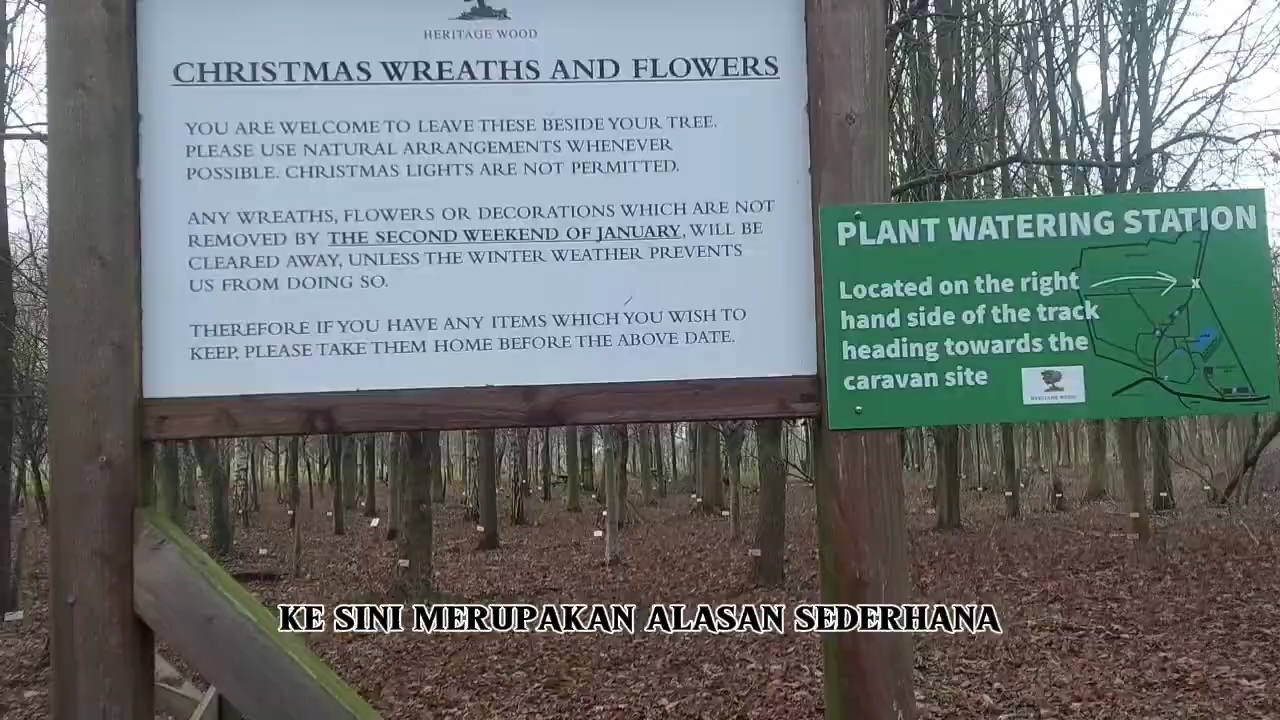 HERITAGE WOOD
CHRISTMAS WREATHS AND FLOWERS
YOU ARE WELCOME TO LEAVE THESE BESIDE YOUR TREE.
PLEASE USE NATURAL ARRANGEMENTS WHENEVER
POSSIBLE. CHRISTMAS LIGHTS ARE NOT PERMITTED.
ANY WREATHS, FLOWERS OR DECORATIONS WHICH ARE NOT
REMOVED BY THE SECOND WEEKEND OF JANUARY, WILL BE
CLEARED AWAY, UNLESS THE WINTER WEATHER PREVENTS
US FROM DOING SO.
THEREFORE IF YOU HAVE ANY ITEMS WHICH YOU WISH TO
KEEP, PLEASE TAKE THEM HOME BEFORE THE ABOVE DATE.
PLANT WATERING STATION
Located on the right
hand side of the track
heading towards the
caravan site
HERITAGE WOOD
KE SINI MERUPAKAN ALASAN SEDERHANA